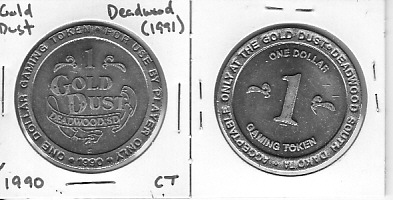 Gold Dust
Deadwood (1991)
ONE DOLLAR GAMING TOKEN • FOR USE BY PLAYER ONLY
1
GOLD
DUST
DEADWOOD, SD
• 1990 •
1990
CT
ACCEPTABLE ONLY AT THE GOLD DUST • DEADWOOD SOUTH DAKOTA
ONE DOLLAR
1
GAMING TOKEN